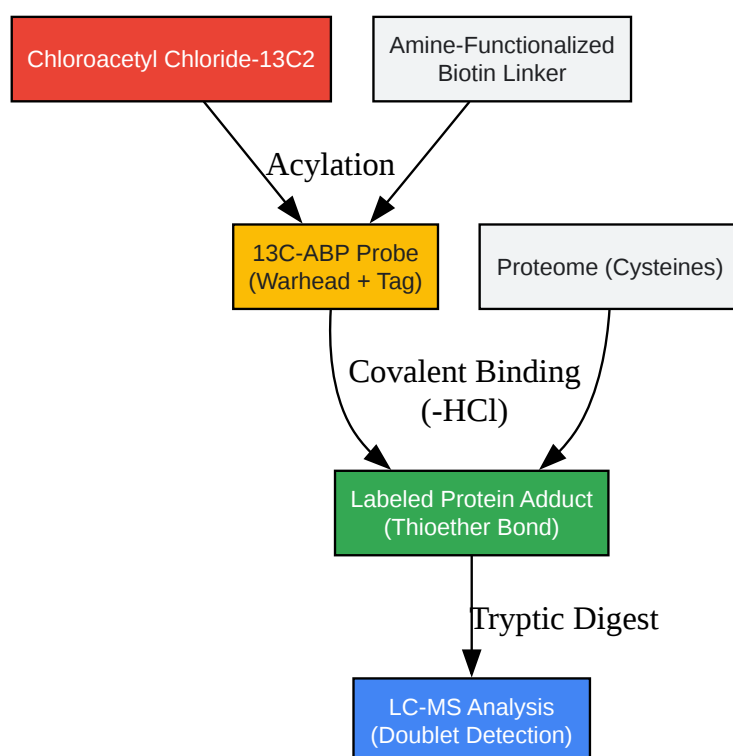 Chloroacetyl Chloride-13C2
Amine-Functionalized
Biotin Linker
Acylation
13C-ABP Probe
(Warhead + Tag)
Proteome (Cysteines)
Covalent Binding
(-HCl)
Labeled Protein Adduct
(Thioether Bond)
Tryptic Digest
LC-MS Analysis
(Doublet Detection)